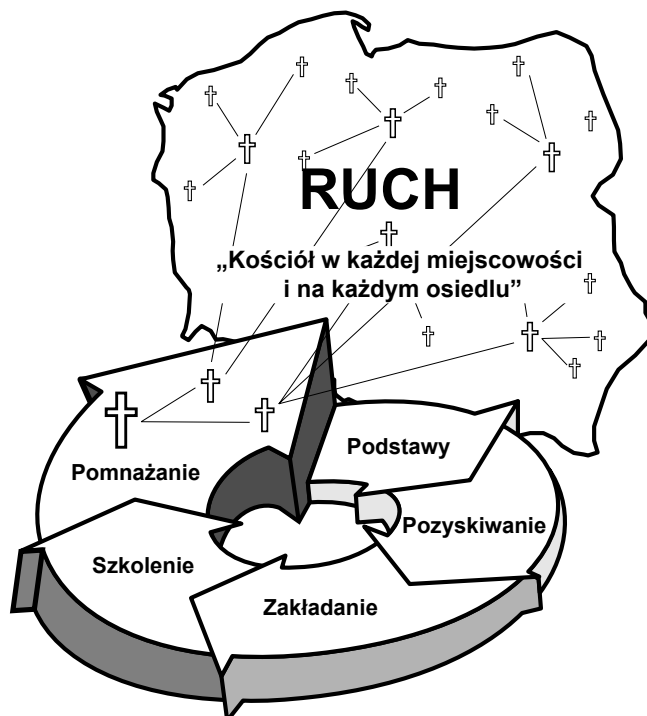 RUCH
„Kościół w każdej miejscowości
i na każdym osiedlu”
Podstawy
Pomnażanie
Pozyskiwanie
Szkolenie
Zakładanie